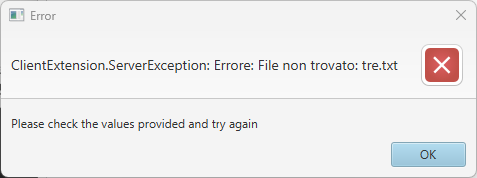 Error
ClientExtension.ServerException: Errore: File non trovato: tre.txt
Please check the values provided and try again
OK